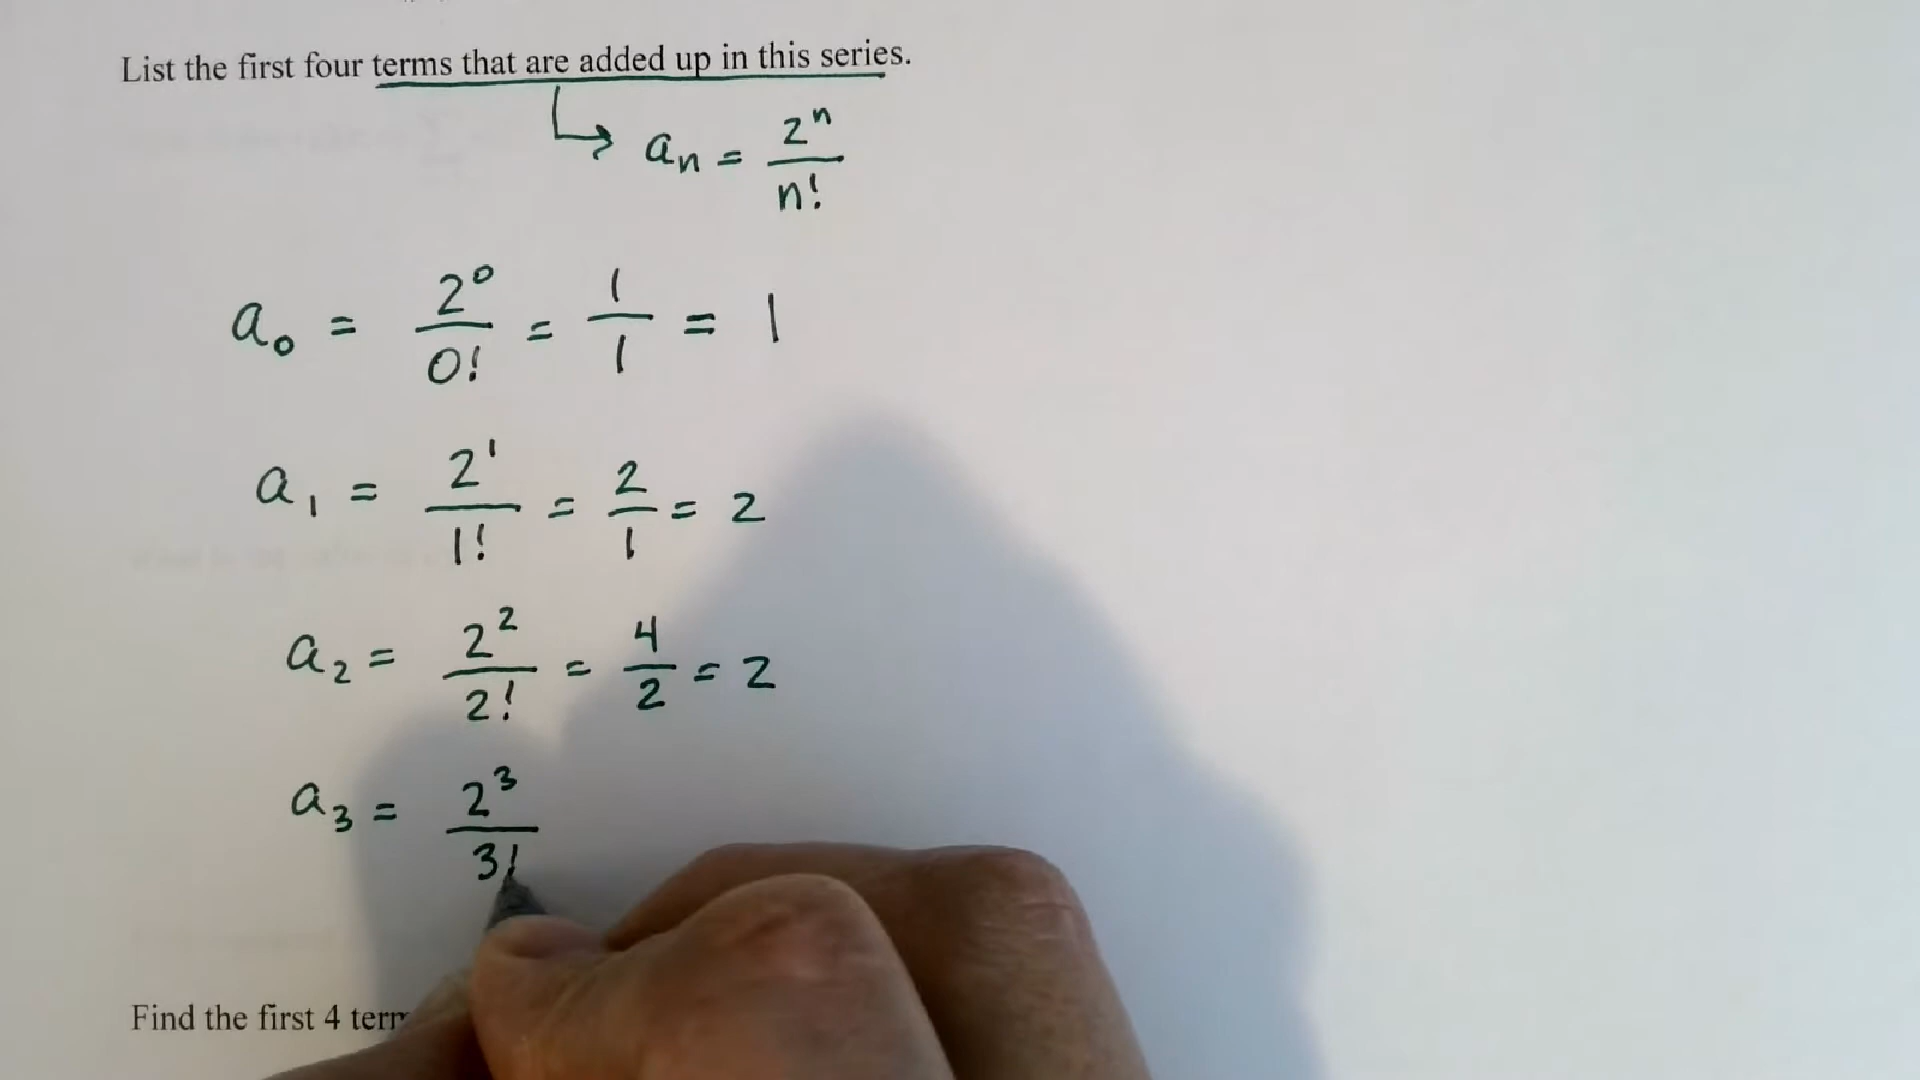 List the first four terms that are added up in this series.
aₙ = 2ⁿ/n!
a₀ = 2⁰/0! = 1/1 = 1
a₁ = 2¹/1! = 2/1 = 2
a₂ = 2²/2! = 4/2 = 2
a₃ = 2³/3!
Find the first 4